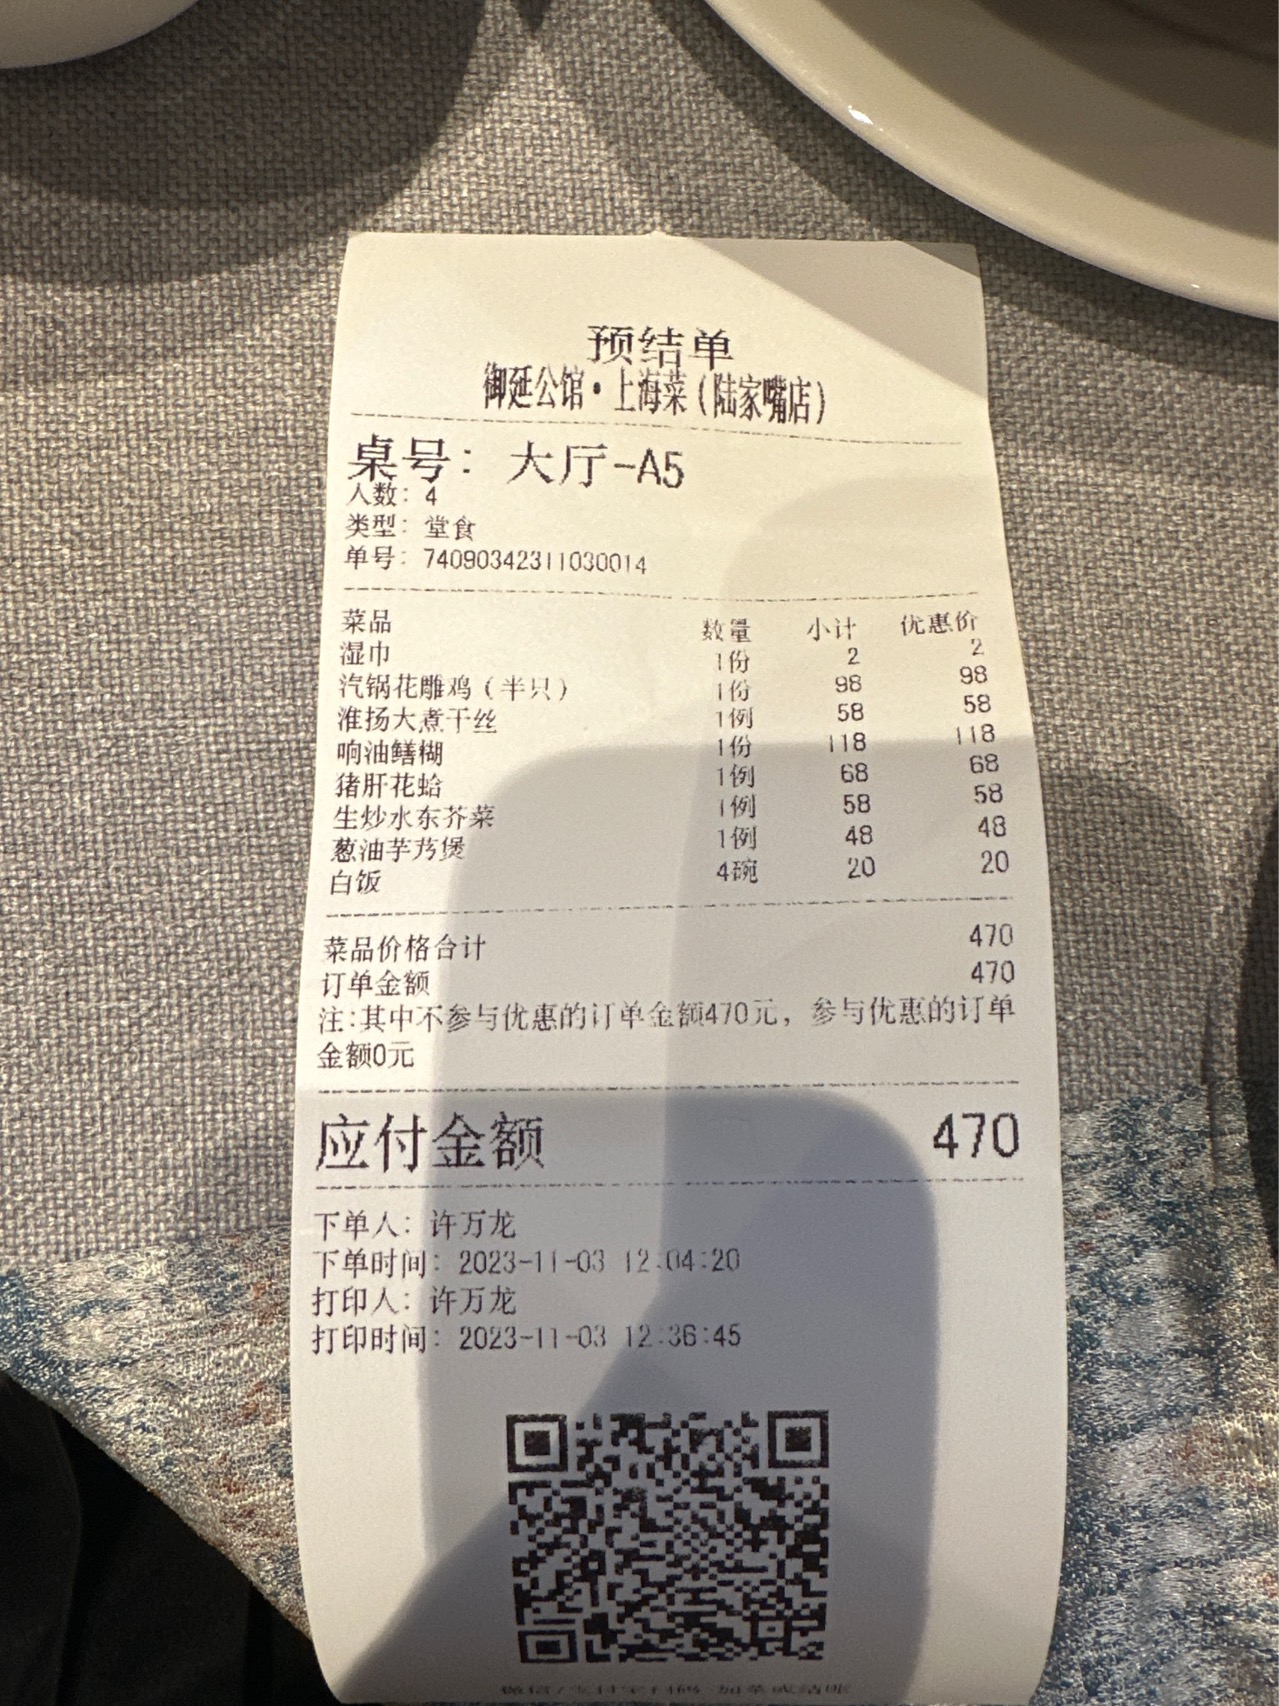 预结单
御延公馆·上海菜(陆家嘴店)
桌号: 大厅-A5
人数: 4
类型: 堂食
单号: 74090342311030014
菜品 数量 小计 优惠价
湿巾 1份 2 2
汽锅花雕鸡(半只) 1份 98 98
淮扬大煮干丝 1例 58 58
响油鳝糊 1份 118 118
猪肝花蛤 1例 68 68
生炒水东芥菜 1例 58 58
葱油芋艿煲 1例 48 48
白饭 4碗 20 20
菜品价格合计 470
订单金额 470
注:其中不参与优惠的订单金额470元, 参与优惠的订单
金额0元
应付金额 470
下单人: 许万龙
下单时间: 2023-11-03 12:04:20
打印人: 许万龙
打印时间: 2023-11-03 12:36:45